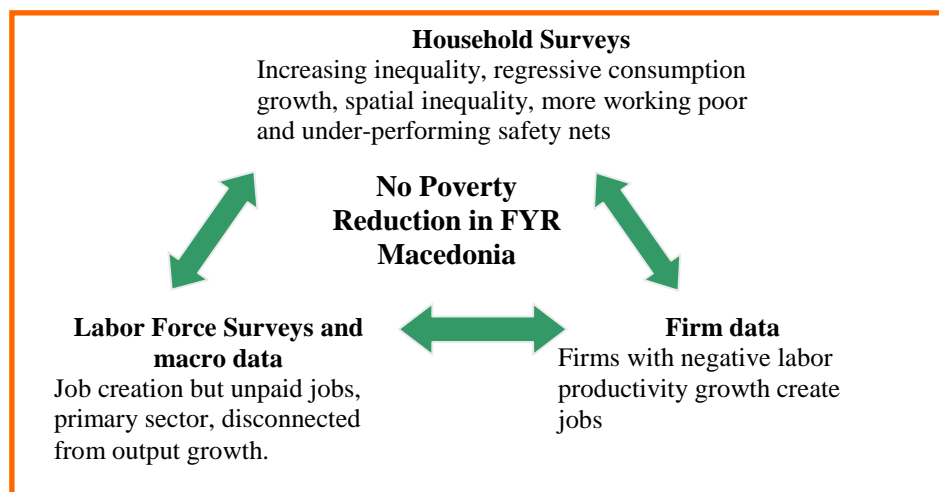 Household Surveys
Increasing inequality, regressive consumption
growth, spatial inequality, more working poor
and under-performing safety nets
No Poverty
Reduction in FYR
Macedonia
Labor Force Surveys and
macro data
Job creation but unpaid jobs,
primary sector, disconnected
from output growth.
Firm data
Firms with negative labor
productivity growth create
jobs